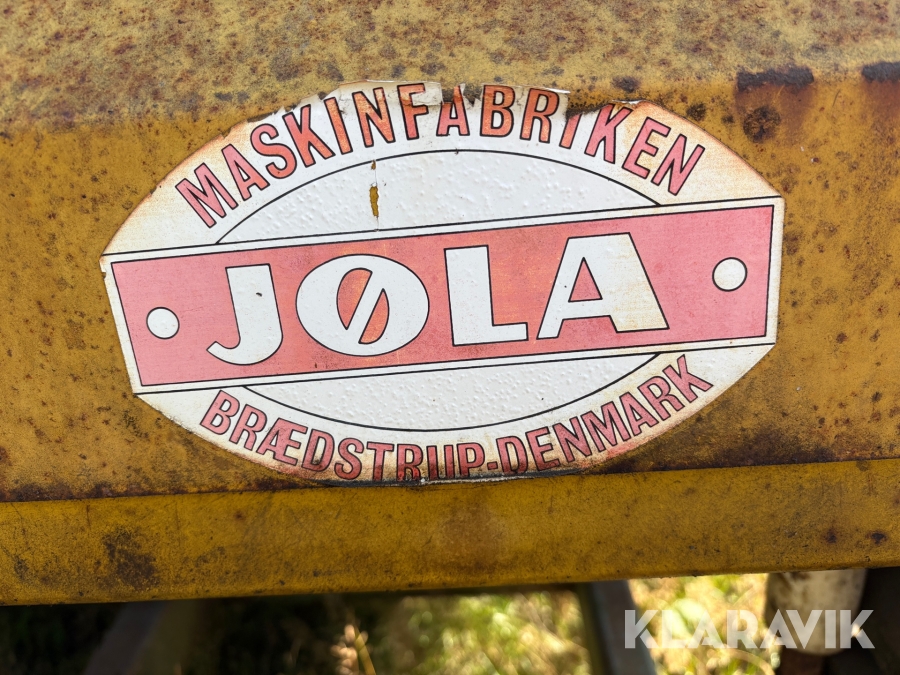 MASKINFABRIKEN
JØLA
BRÆDSTRUP-DENMARK
KLARAVIK